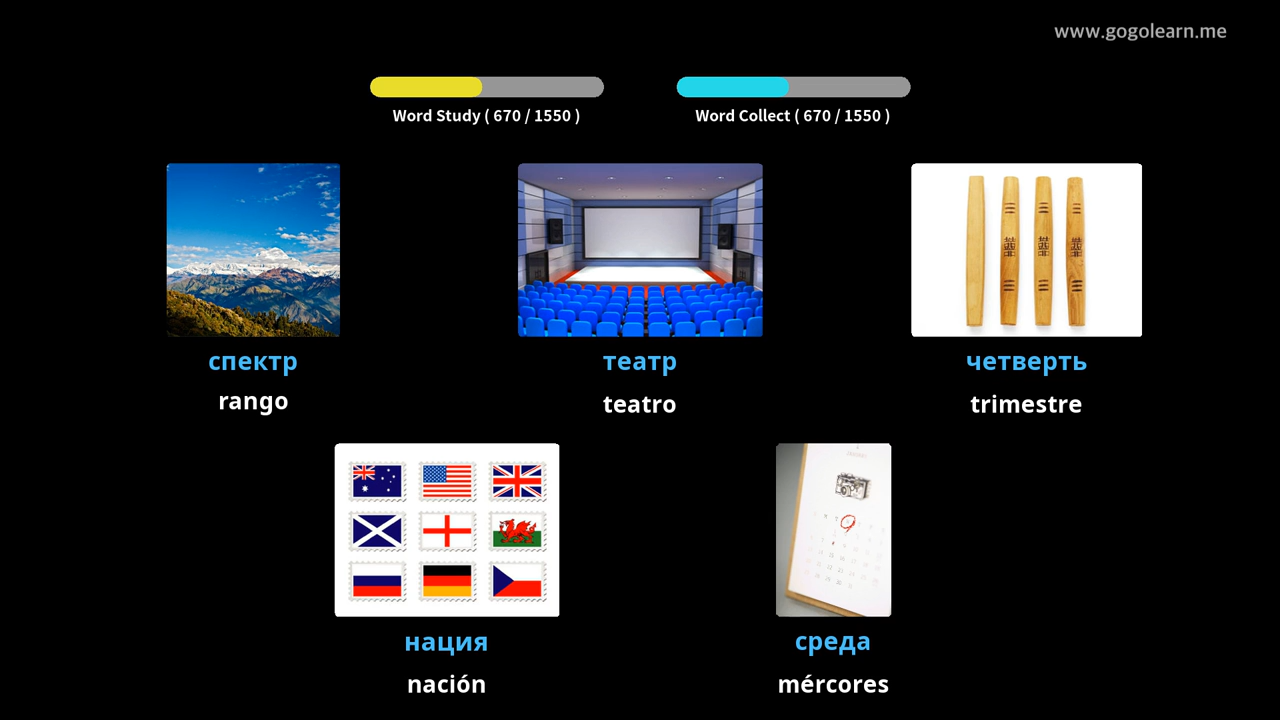 www.gogolearn.me
Word Study ( 670 / 1550 )
Word Collect ( 670 / 1550 )
спектр
rango
театр
teatro
четверть
trimestre
нация
nación
среда
mércores